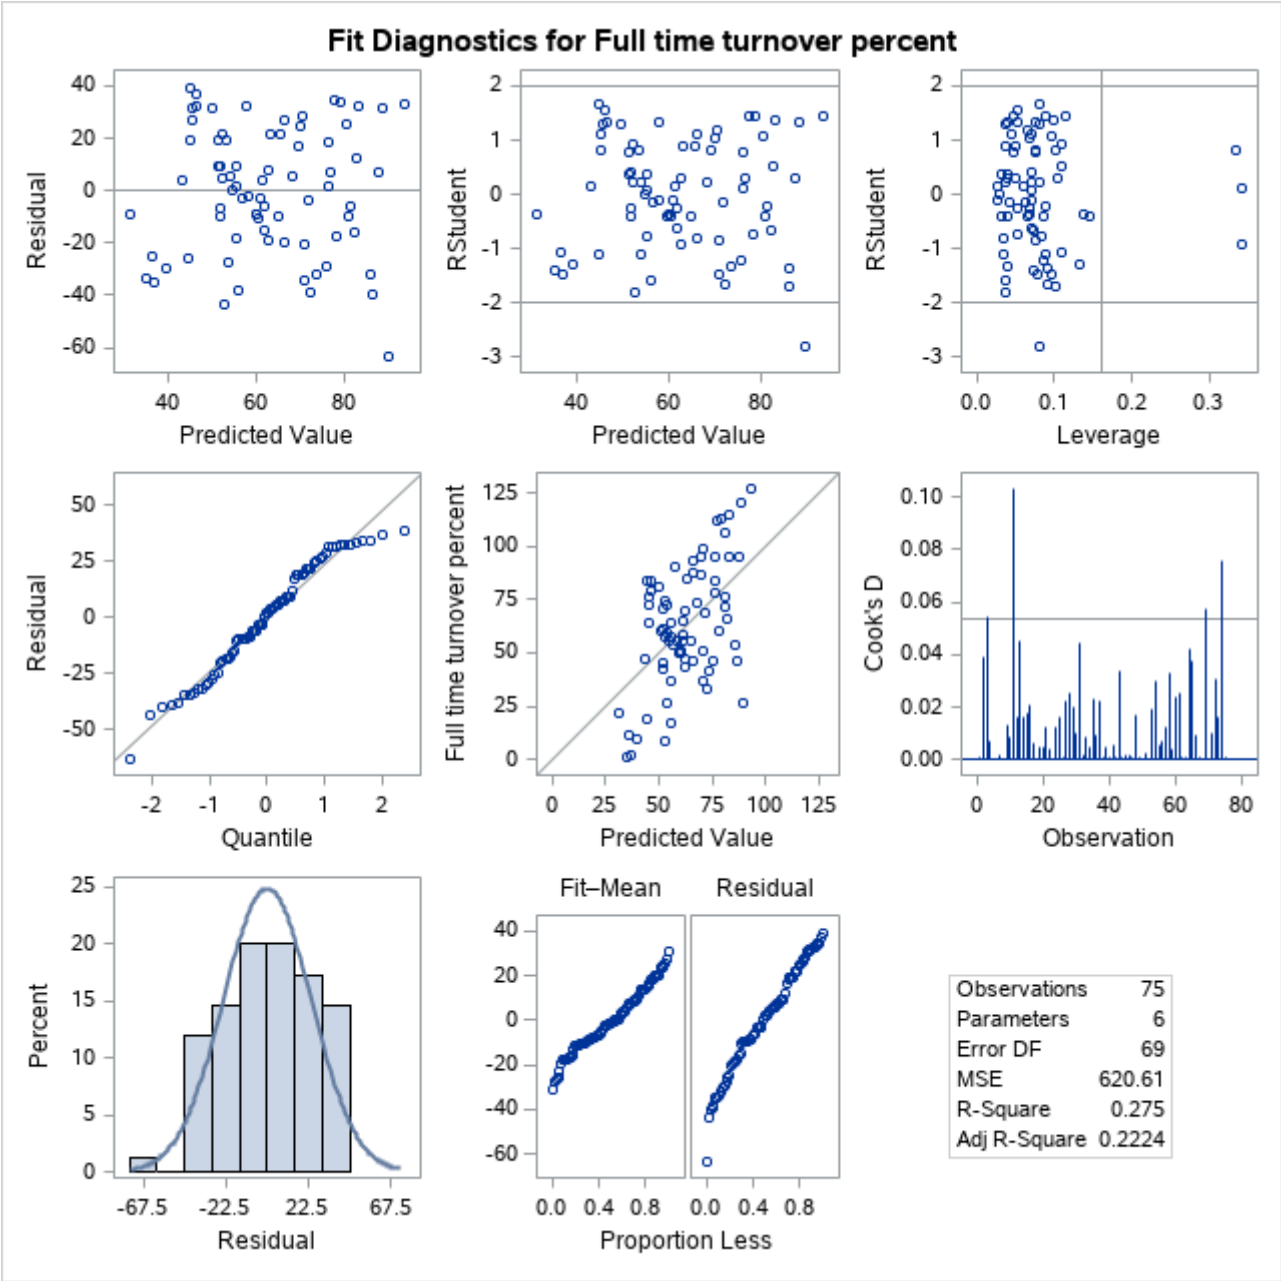 Fit Diagnostics for Full time turnover percent
40
20
0
-20
-40
-60
Residual
40 60 80
Predicted Value
2
1
0
-1
-2
-3
RStudent
40 60 80
Predicted Value
2
1
0
-1
-2
-3
RStudent
0.0 0.1 0.2 0.3
Leverage
50
25
0
-25
-50
Residual
-2 -1 0 1 2
Quantile
125
100
75
50
25
0
Full time turnover percent
0 25 50 75 100 125
Predicted Value
0.10
0.08
0.06
0.04
0.02
0.00
Cook's D
0 20 40 60 80
Observation
25
20
15
10
5
0
Percent
-67.5 -22.5 22.5 67.5
Residual
Fit–Mean Residual
40
20
0
-20
-40
-60
0.0 0.4 0.8 0.0 0.4 0.8
Proportion Less
Observations 75
Parameters 6
Error DF 69
MSE 620.61
R-Square 0.275
Adj R-Square 0.2224